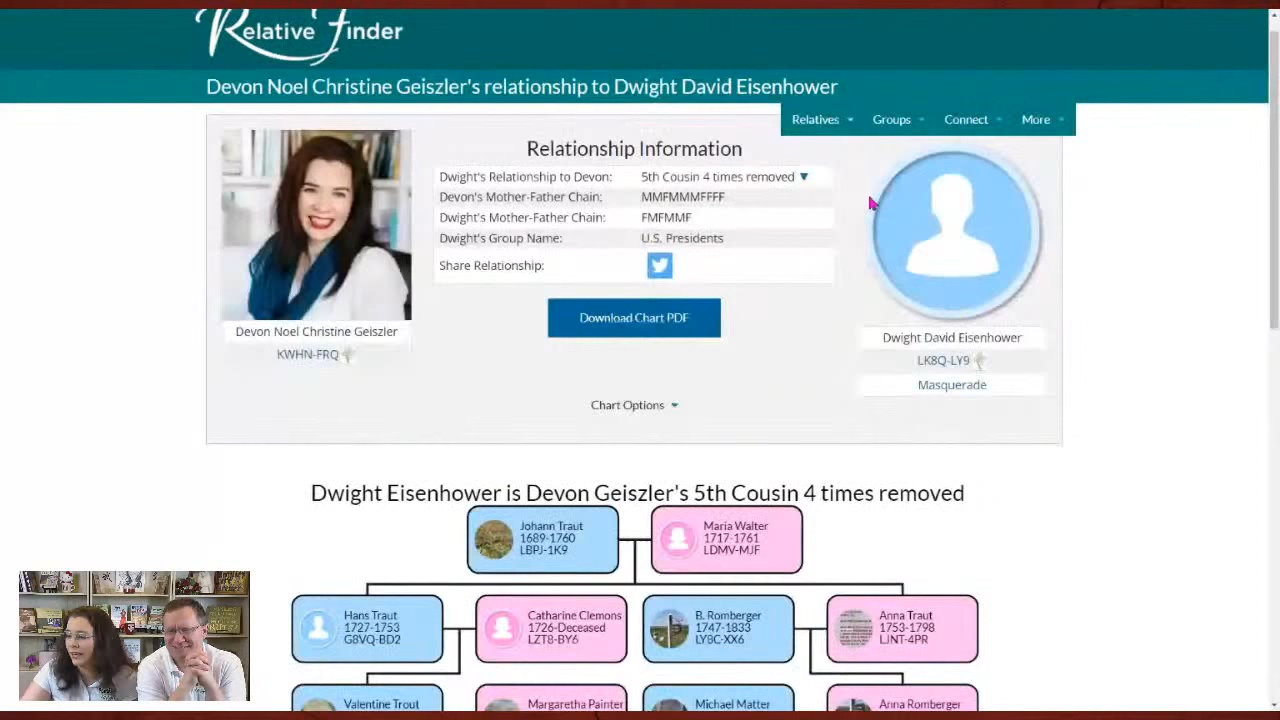 Relative Finder
Devon Noel Christine Geiszler's relationship to Dwight David Eisenhower
Relatives
Groups
Connect
More
Relationship Information
Dwight's Relationship to Devon: 5th Cousin 4 times removed
Devon's Mother-Father Chain: MMFMMMFFFF
Dwight's Mother-Father Chain: FMFMMF
Dwight's Group Name: U.S. Presidents
Share Relationship:
Download Chart PDF
Devon Noel Christine Geiszler
KWHN-FRQ
Dwight David Eisenhower
LK8Q-LY9
Masquerade
Chart Options
Dwight Eisenhower is Devon Geiszler's 5th Cousin 4 times removed
Johann Traut
1689-1760
LBPJ-1K9
Maria Walter
1717-1761
LDMV-MJF
Hans Traut
1727-1753
G8VQ-BD2
Catharine Clemons
1726-Deceased
LZT8-BY6
B. Romberger
1747-1833
LY8C-XX6
Anna Traut
1753-1798
LJNT-4PR
Valentine Trout
Margaretha Painter
Michael Matter
Anna Romberger